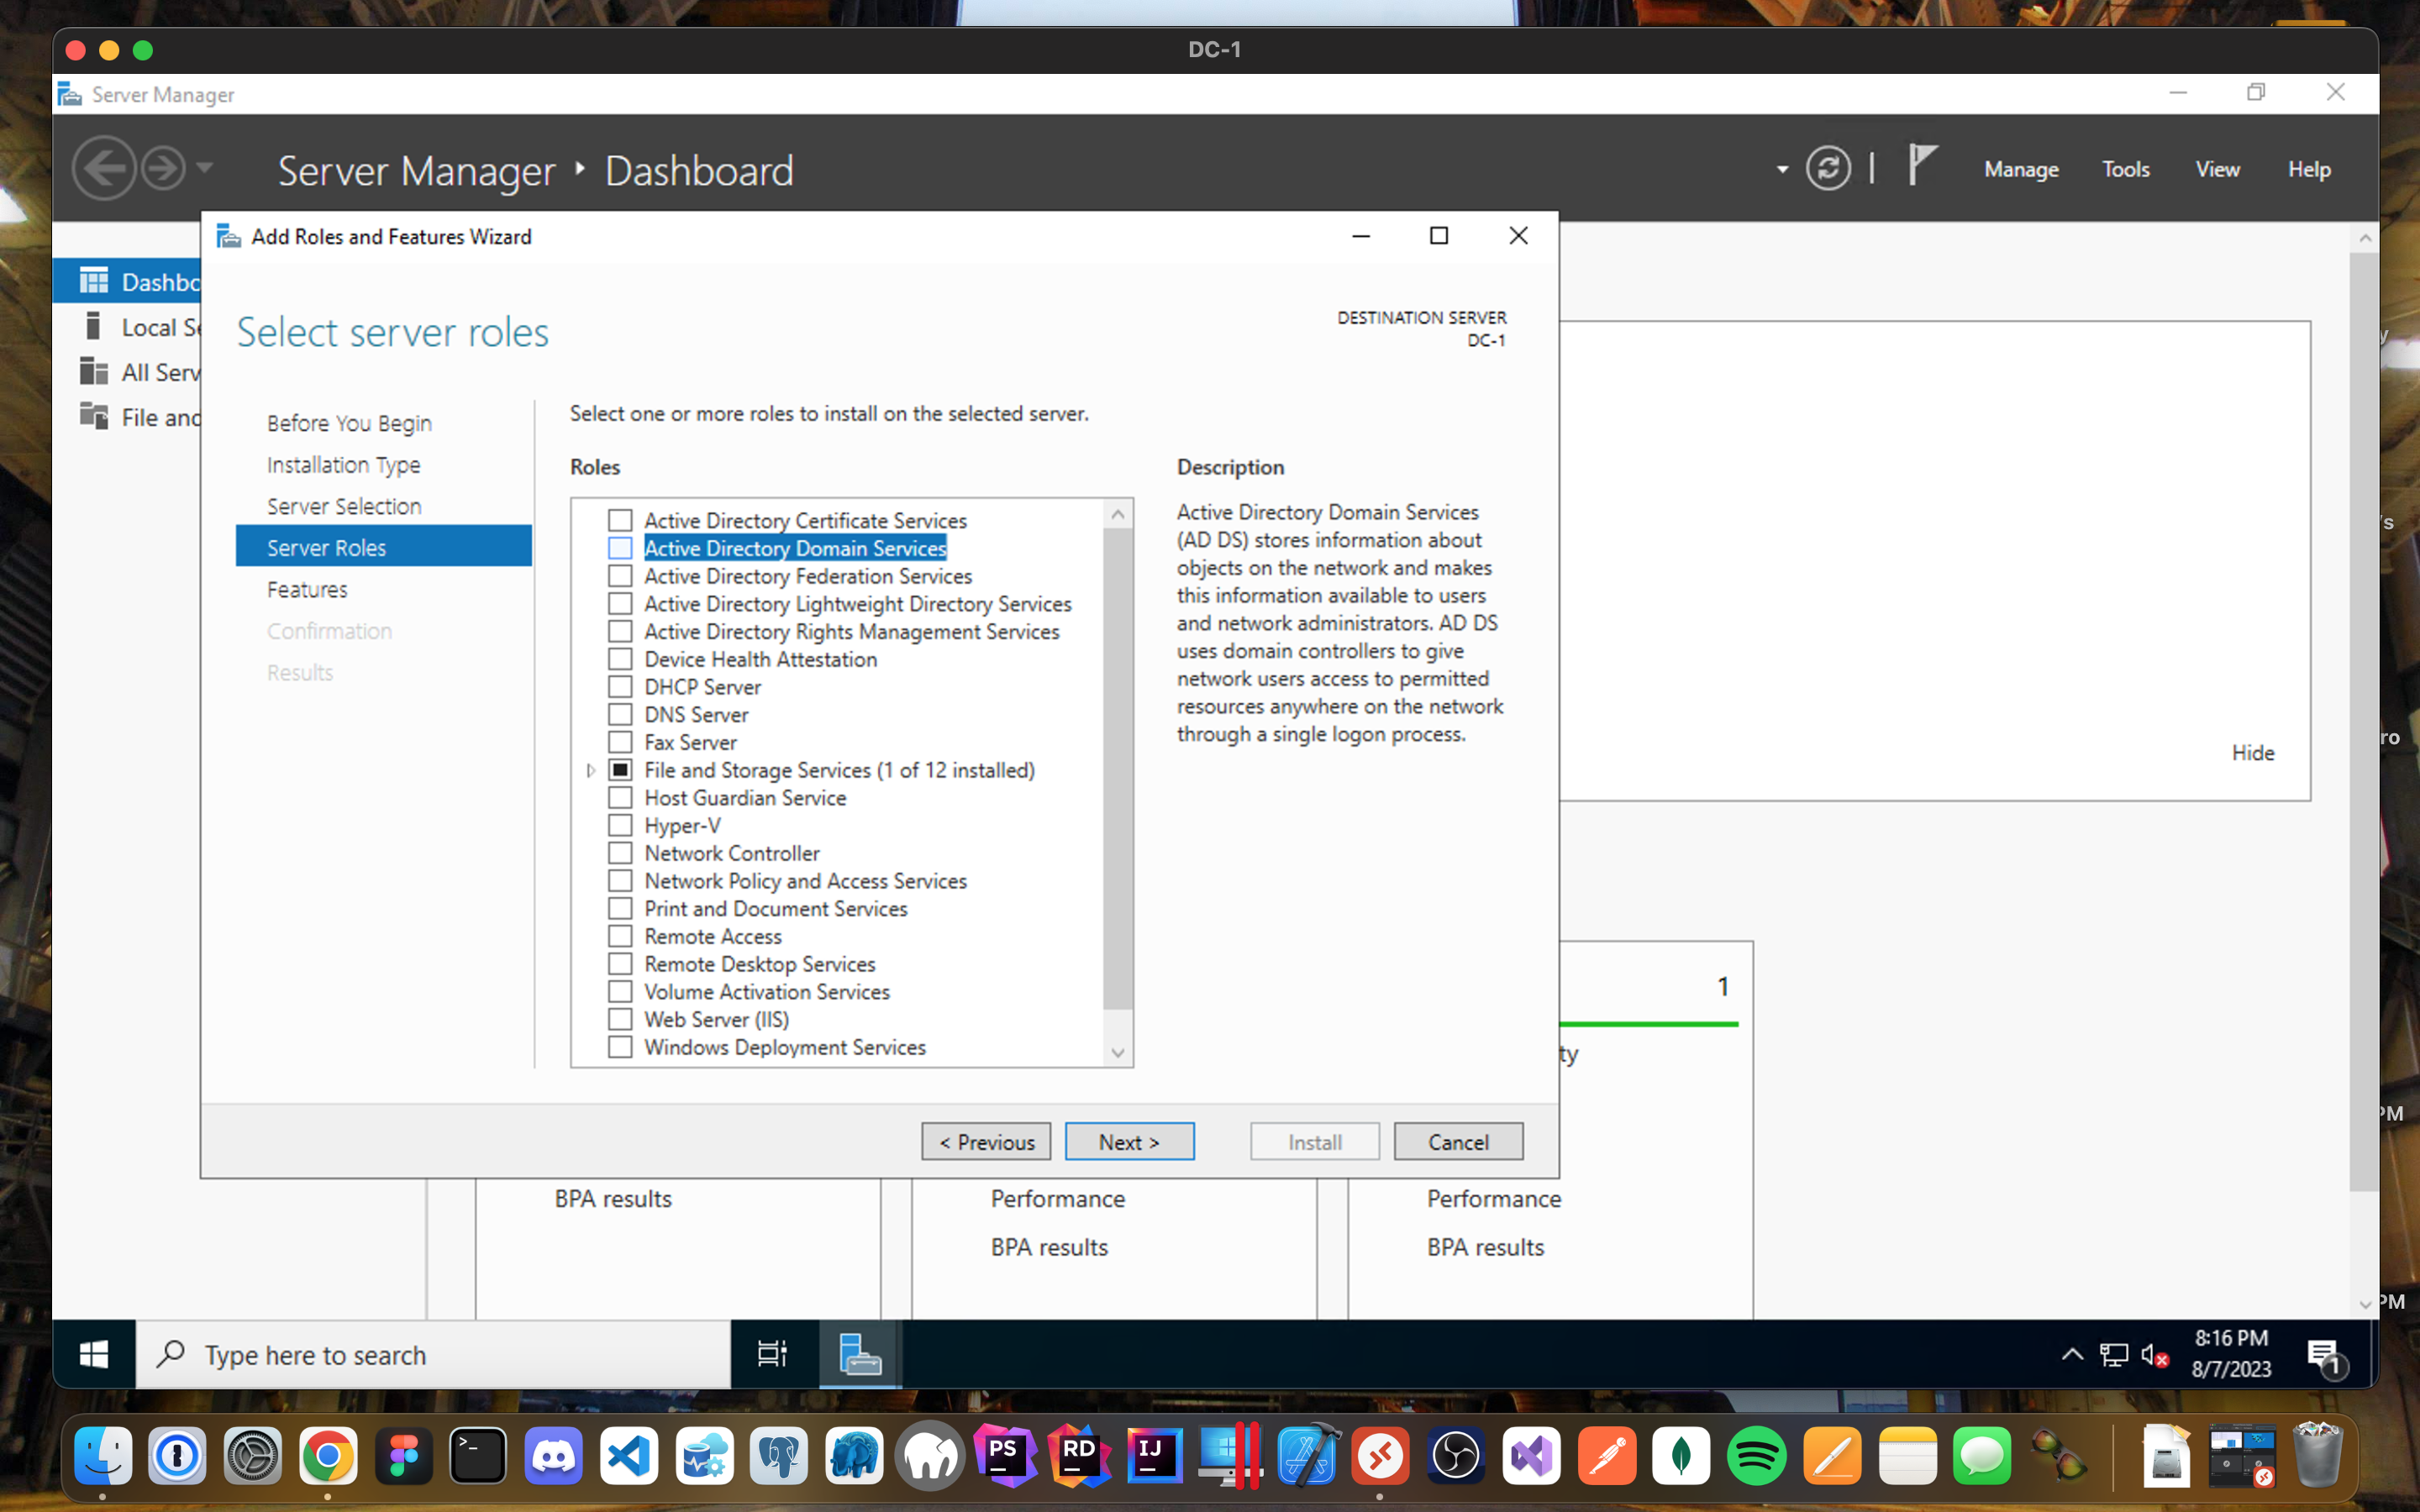 DC-1
Server Manager
Server Manager ‣ Dashboard
Manage Tools View Help
Add Roles and Features Wizard
Dashbo
Local Se
All Serv
File and
Select server roles
DESTINATION SERVER
DC-1
Before You Begin
Installation Type
Server Selection
Server Roles
Features
Confirmation
Results
Select one or more roles to install on the selected server.
Roles
Active Directory Certificate Services
Active Directory Domain Services
Active Directory Federation Services
Active Directory Lightweight Directory Services
Active Directory Rights Management Services
Device Health Attestation
DHCP Server
DNS Server
Fax Server
File and Storage Services (1 of 12 installed)
Host Guardian Service
Hyper-V
Network Controller
Network Policy and Access Services
Print and Document Services
Remote Access
Remote Desktop Services
Volume Activation Services
Web Server (IIS)
Windows Deployment Services
Description
Active Directory Domain Services
(AD DS) stores information about
objects on the network and makes
this information available to users
and network administrators. AD DS
uses domain controllers to give
network users access to permitted
resources anywhere on the network
through a single logon process.
< Previous
Next >
Install
Cancel
Hide
1
ty
BPA results
Performance
BPA results
Performance
BPA results
y
's
ro
PM
PM
Type here to search
8:16 PM
8/7/2023
1
PS
RD
IJ